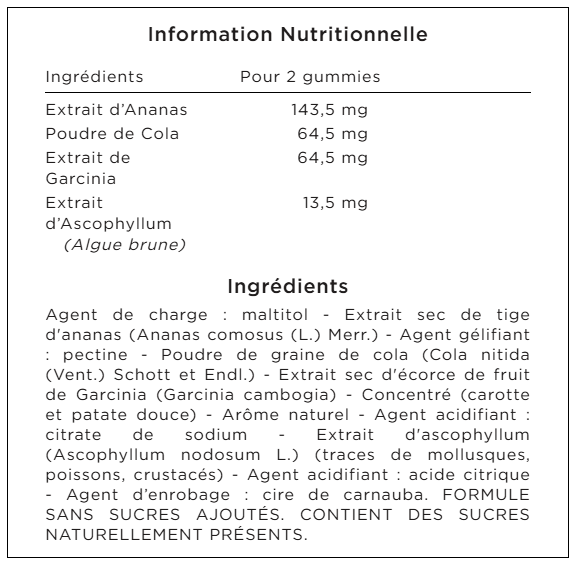 Information Nutritionnelle
Ingrédients Pour 2 gummies
Extrait d’Ananas 143,5 mg
Poudre de Cola 64,5 mg
Extrait de 64,5 mg
Garcinia
Extrait 13,5 mg
d’Ascophyllum
(Algue brune)
Ingrédients
Agent de charge : maltitol - Extrait sec de tige
d'ananas (Ananas comosus (L.) Merr.) - Agent gélifiant
: pectine - Poudre de graine de cola (Cola nitida
(Vent.) Schott et Endl.) - Extrait sec d'écorce de fruit
de Garcinia (Garcinia cambogia) - Concentré (carotte
et patate douce) - Arôme naturel - Agent acidifiant :
citrate de sodium - Extrait d'ascophyllum
(Ascophyllum nodosum L.) (traces de mollusques,
poissons, crustacés) - Agent acidifiant : acide citrique
- Agent d’enrobage : cire de carnauba. FORMULE
SANS SUCRES AJOUTÉS. CONTIENT DES SUCRES
NATURELLEMENT PRÉSENTS.